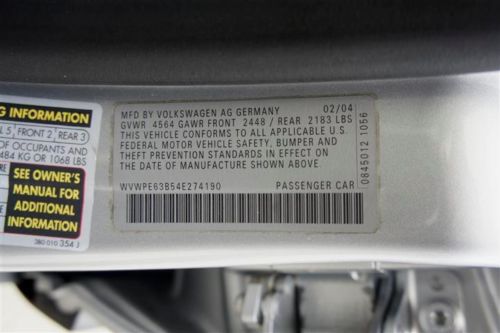 G INFORMATION
L 5 FRONT 2 REAR 3
484 KG OR 1068 LBS
SEE OWNER'S
MANUAL FOR
ADDITIONAL
INFORMATION
3B0 010 354 J
MFD BY VOLKSWAGEN AG GERMANY 02/04
GVWR 4564 GAWR FRONT 2448 / REAR 2183 LBS
THIS VEHICLE CONFORMS TO ALL APPLICABLE U.S.
FEDERAL MOTOR VEHICLE SAFETY, BUMPER AND
THEFT PREVENTION STANDARDS IN EFFECT ON
THE DATE OF MANUFACTURE SHOWN ABOVE.
WVWPE63B54E274190 PASSENGER CAR
0845012 1056